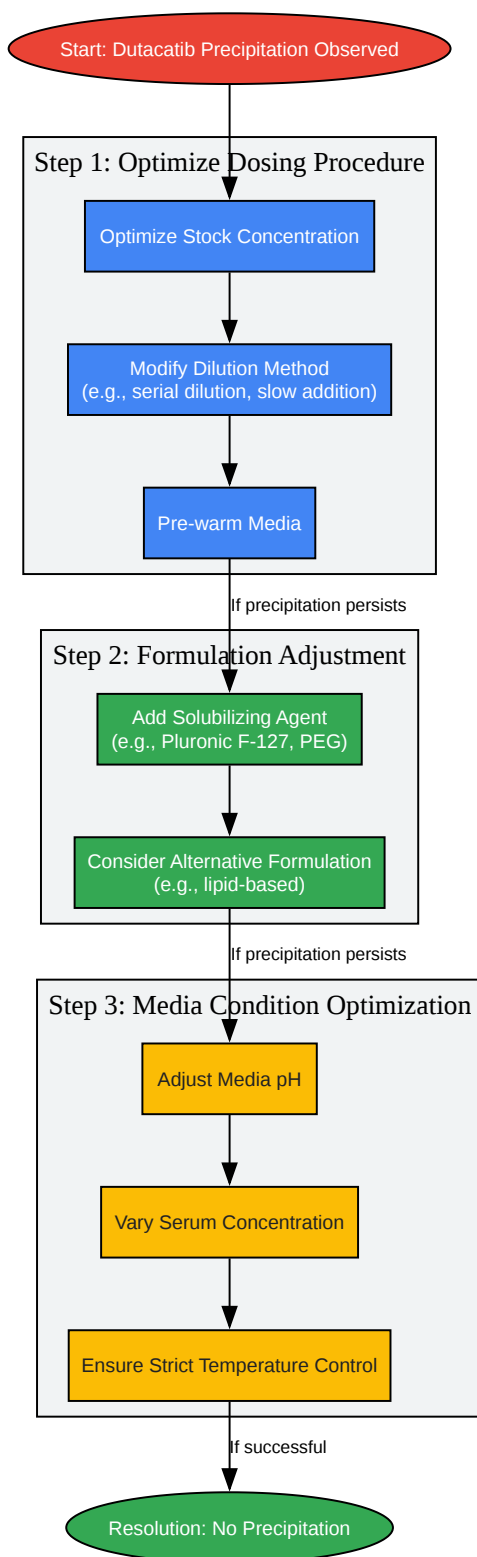 Start: Dutacatib Precipitation Observed
Step 1: Optimize Dosing Procedure
Optimize Stock Concentration
Modify Dilution Method
(e.g., serial dilution, slow addition)
Pre-warm Media
If precipitation persists
Step 2: Formulation Adjustment
Add Solubilizing Agent
(e.g., Pluronic F-127, PEG)
Consider Alternative Formulation
(e.g., lipid-based)
If precipitation persists
Step 3: Media Condition Optimization
Adjust Media pH
Vary Serum Concentration
Ensure Strict Temperature Control
If successful
Resolution: No Precipitation